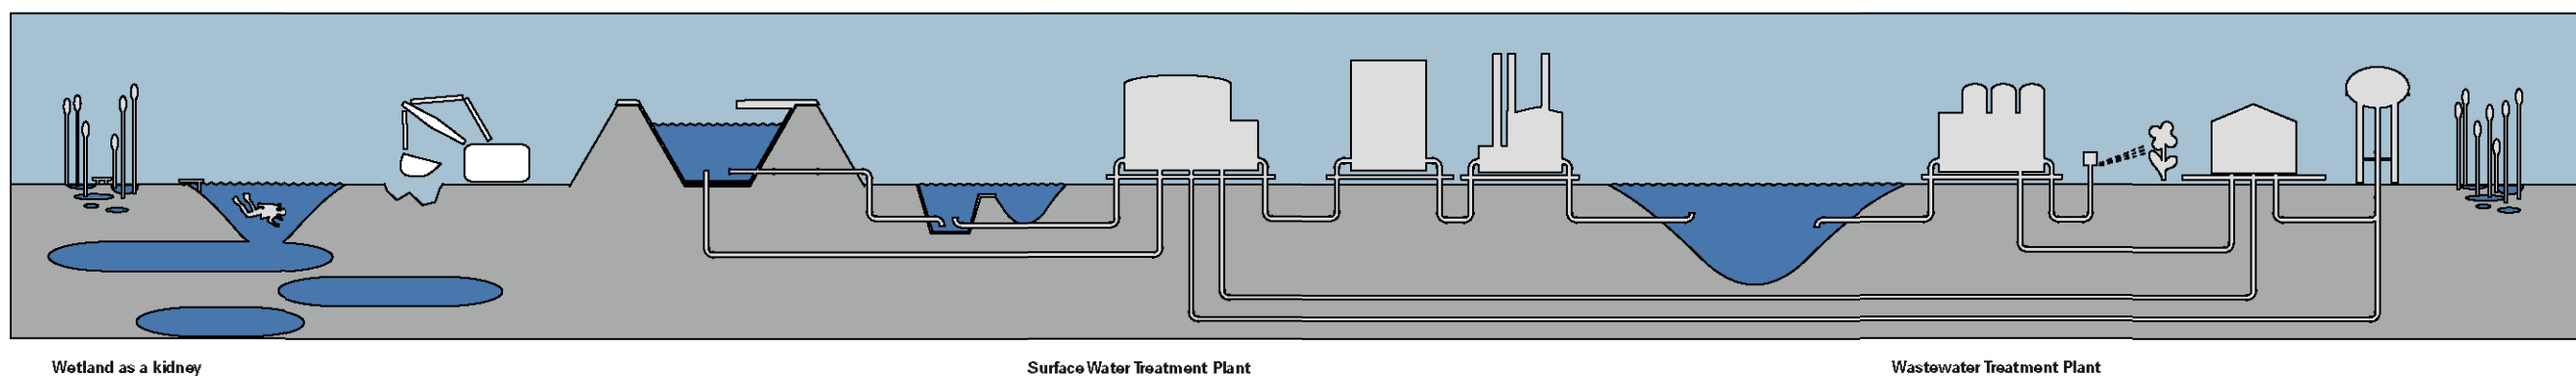 Wetland as a kidney
Surface Water Treatment Plant
Wastewater Treatment Plant